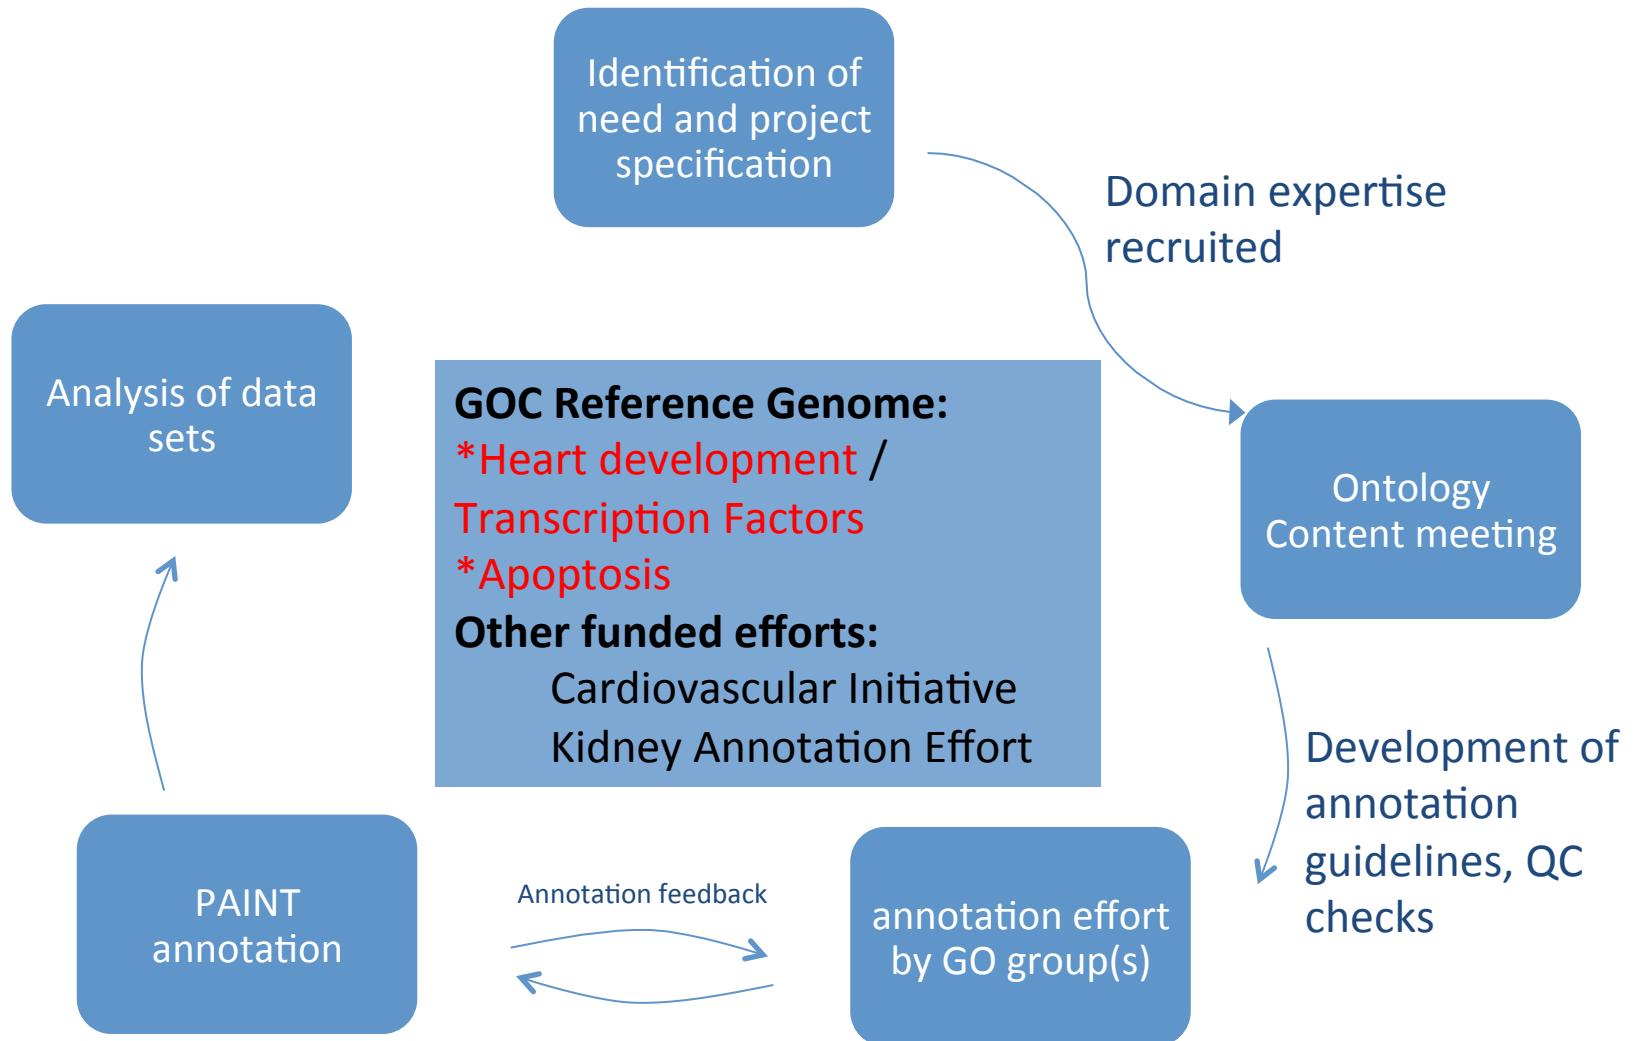 Identification of
need and project
specification
Domain expertise
recruited
Analysis of data
sets
GOC Reference Genome:
*Heart development /
Transcription Factors
*Apoptosis
Other funded efforts:
Cardiovascular Initiative
Kidney Annotation Effort
Ontology
Content meeting
Development of
annotation
guidelines, QC
checks
PAINT
annotation
Annotation feedback
annotation effort
by GO group(s)